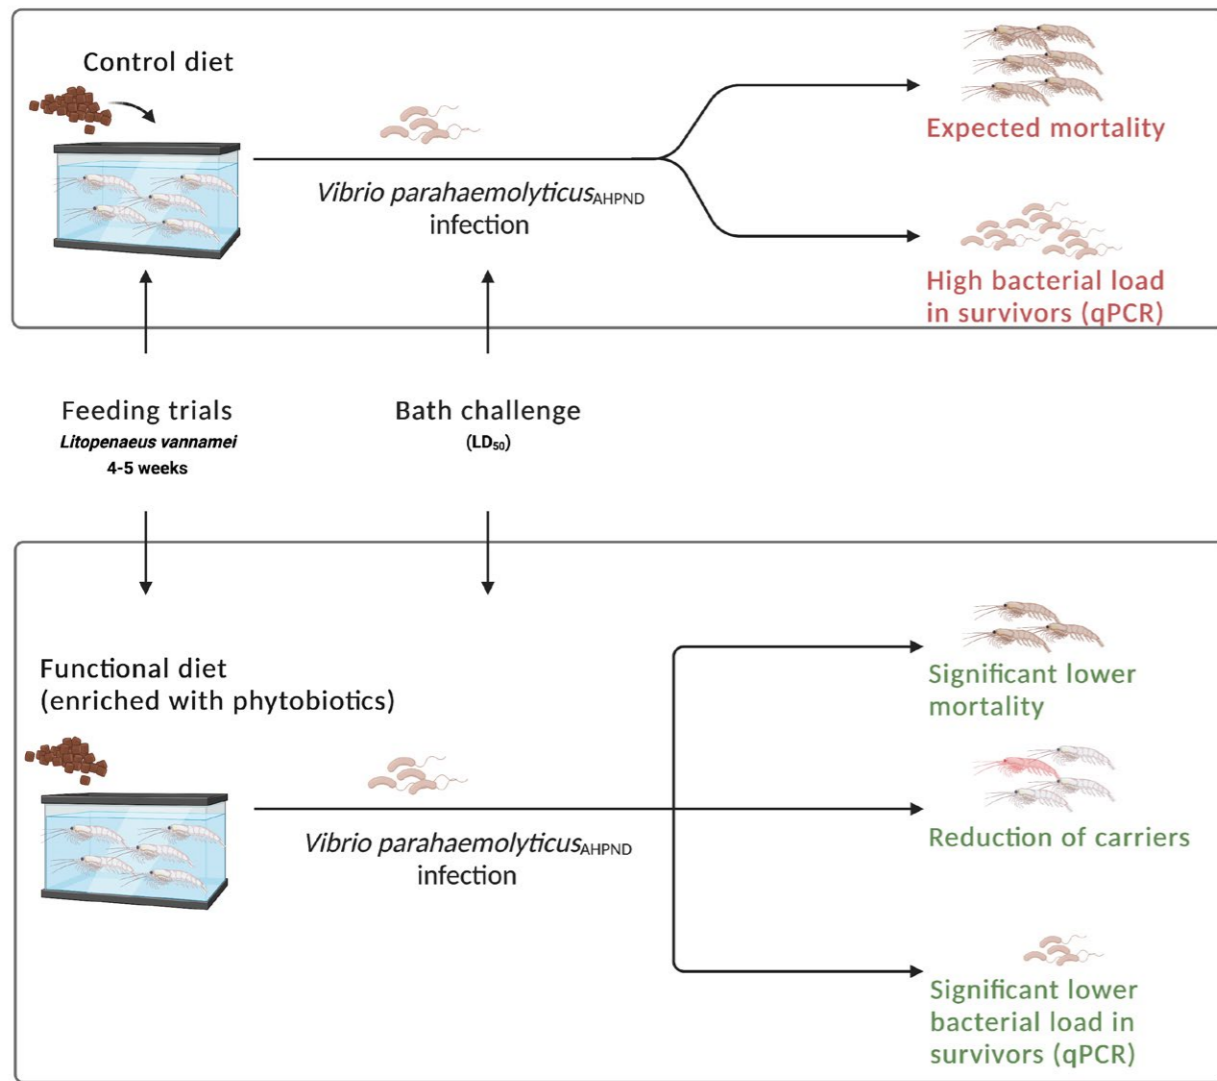 Control diet
Vibrio parahaemolyticusAHPND
infection
Expected mortality
High bacterial load
in survivors (qPCR)
Feeding trials
Litopenaeus vannamei
4-5 weeks
Bath challenge
(LD50)
Functional diet
(enriched with phytobiotics)
Vibrio parahaemolyticusAHPND
infection
Significant lower
mortality
Reduction of carriers
Significant lower
bacterial load in
survivors (qPCR)